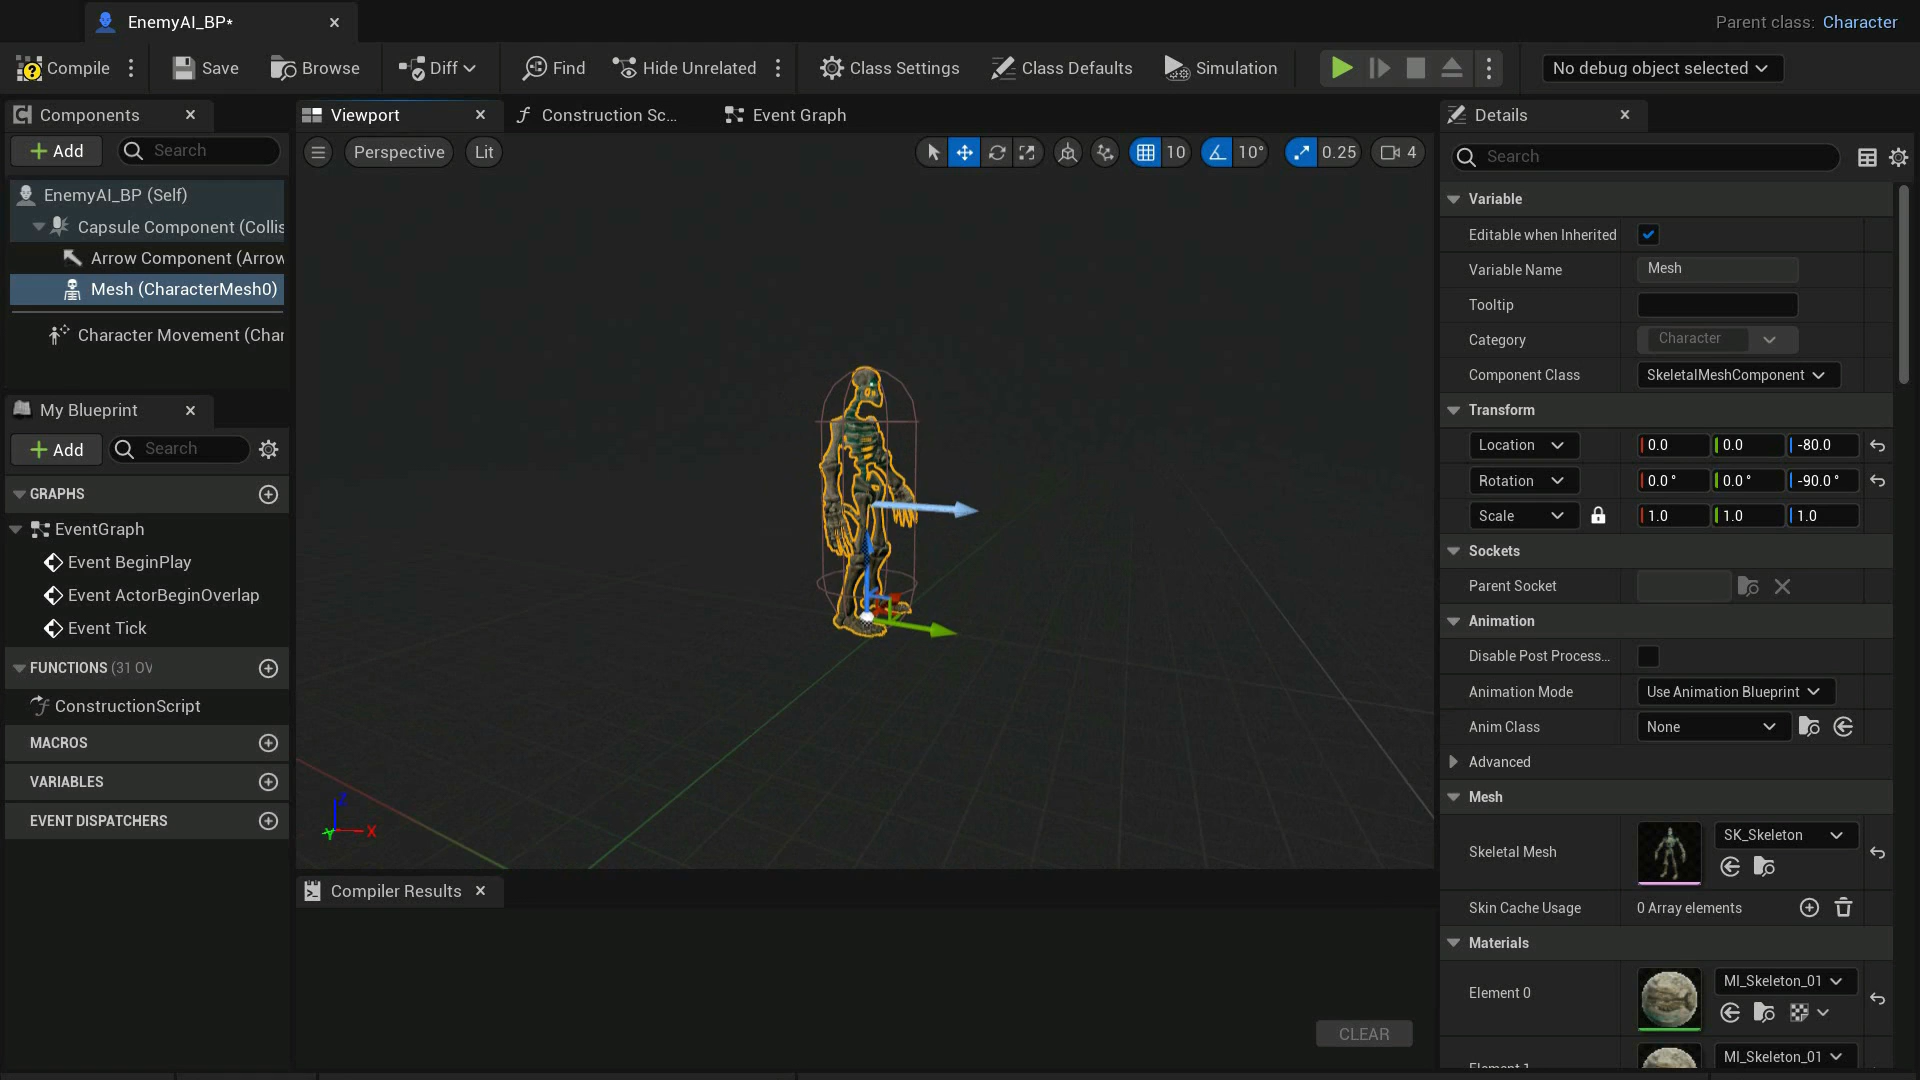 EnemyAI_BP*
Parent class: Character
Compile
Save
Browse
Diff
Find
Hide Unrelated
Class Settings
Class Defaults
Simulation
No debug object selected
Components
Add
Search
EnemyAI_BP (Self)
Capsule Component (Collis
Arrow Component (Arrow
Mesh (CharacterMesh0)
Character Movement (Char
My Blueprint
Add
Search
GRAPHS
EventGraph
Event BeginPlay
Event ActorBeginOverlap
Event Tick
FUNCTIONS (31 OV
ConstructionScript
MACROS
VARIABLES
EVENT DISPATCHERS
Viewport
Construction Sc...
Event Graph
Perspective
Lit
10
10°
0.25
4
Z
Y
X
Compiler Results
CLEAR
Details
Search
Variable
Editable when Inherited
Variable Name
Mesh
Tooltip
Category
Character
Component Class
SkeletalMeshComponent
Transform
Location
0.0
0.0
-80.0
Rotation
0.0 °
0.0 °
-90.0 °
Scale
1.0
1.0
1.0
Sockets
Parent Socket
Animation
Disable Post Process...
Animation Mode
Use Animation Blueprint
Anim Class
None
Advanced
Mesh
Skeletal Mesh
SK_Skeleton
Skin Cache Usage
0 Array elements
Materials
Element 0
MI_Skeleton_01
Element 1
MI_Skeleton_01